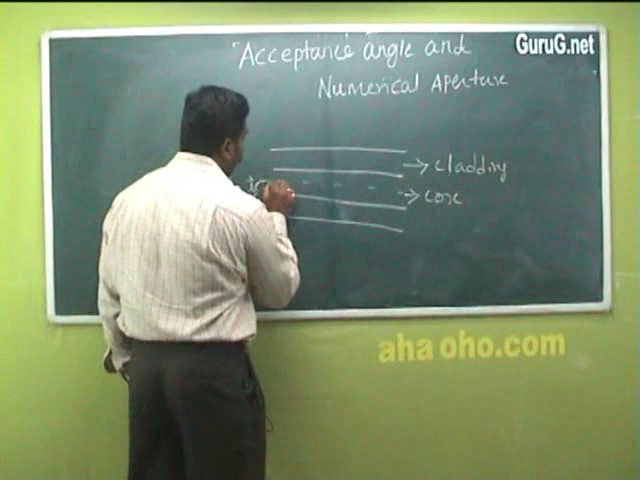 "Acceptance angle and
GuruG.net
Numerical Aperture
cladding
core
aha oho.com